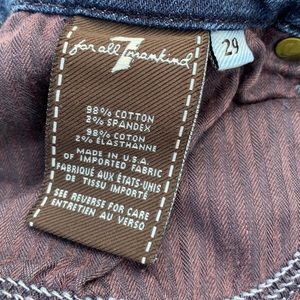 7
for all mankind
29
98% COTTON
2% SPANDEX
98% COTON
2% ÉLASTHANNE
MADE IN U.S.A.
OF IMPORTED FABRIC
FABRIQUÉ AUX ÉTATS-UNIS
DE TISSU IMPORTÉ
SEE REVERSE FOR CARE
ENTRETIEN AU VERSO